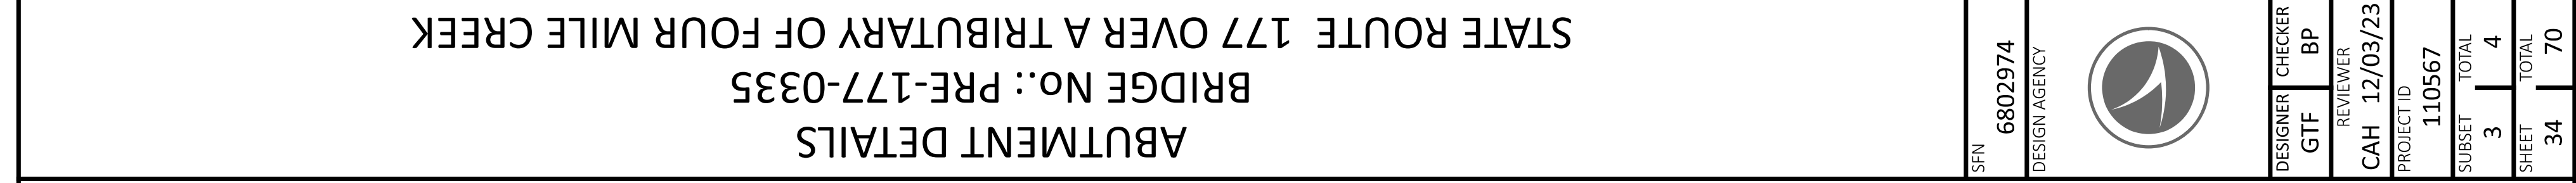 ABUTMENT DETAILS
BRIDGE No.: PRE-177-0335
STATE ROUTE 177 OVER A TRIBUTARY OF FOUR MILE CREEK
SFN
6802974
DESIGN AGENCY
DESIGNER CHECKER
GTF BP
REVIEWER
CAH 12/03/23
PROJECT ID
110567
SUBSET TOTAL
3 4
SHEET TOTAL
34 70